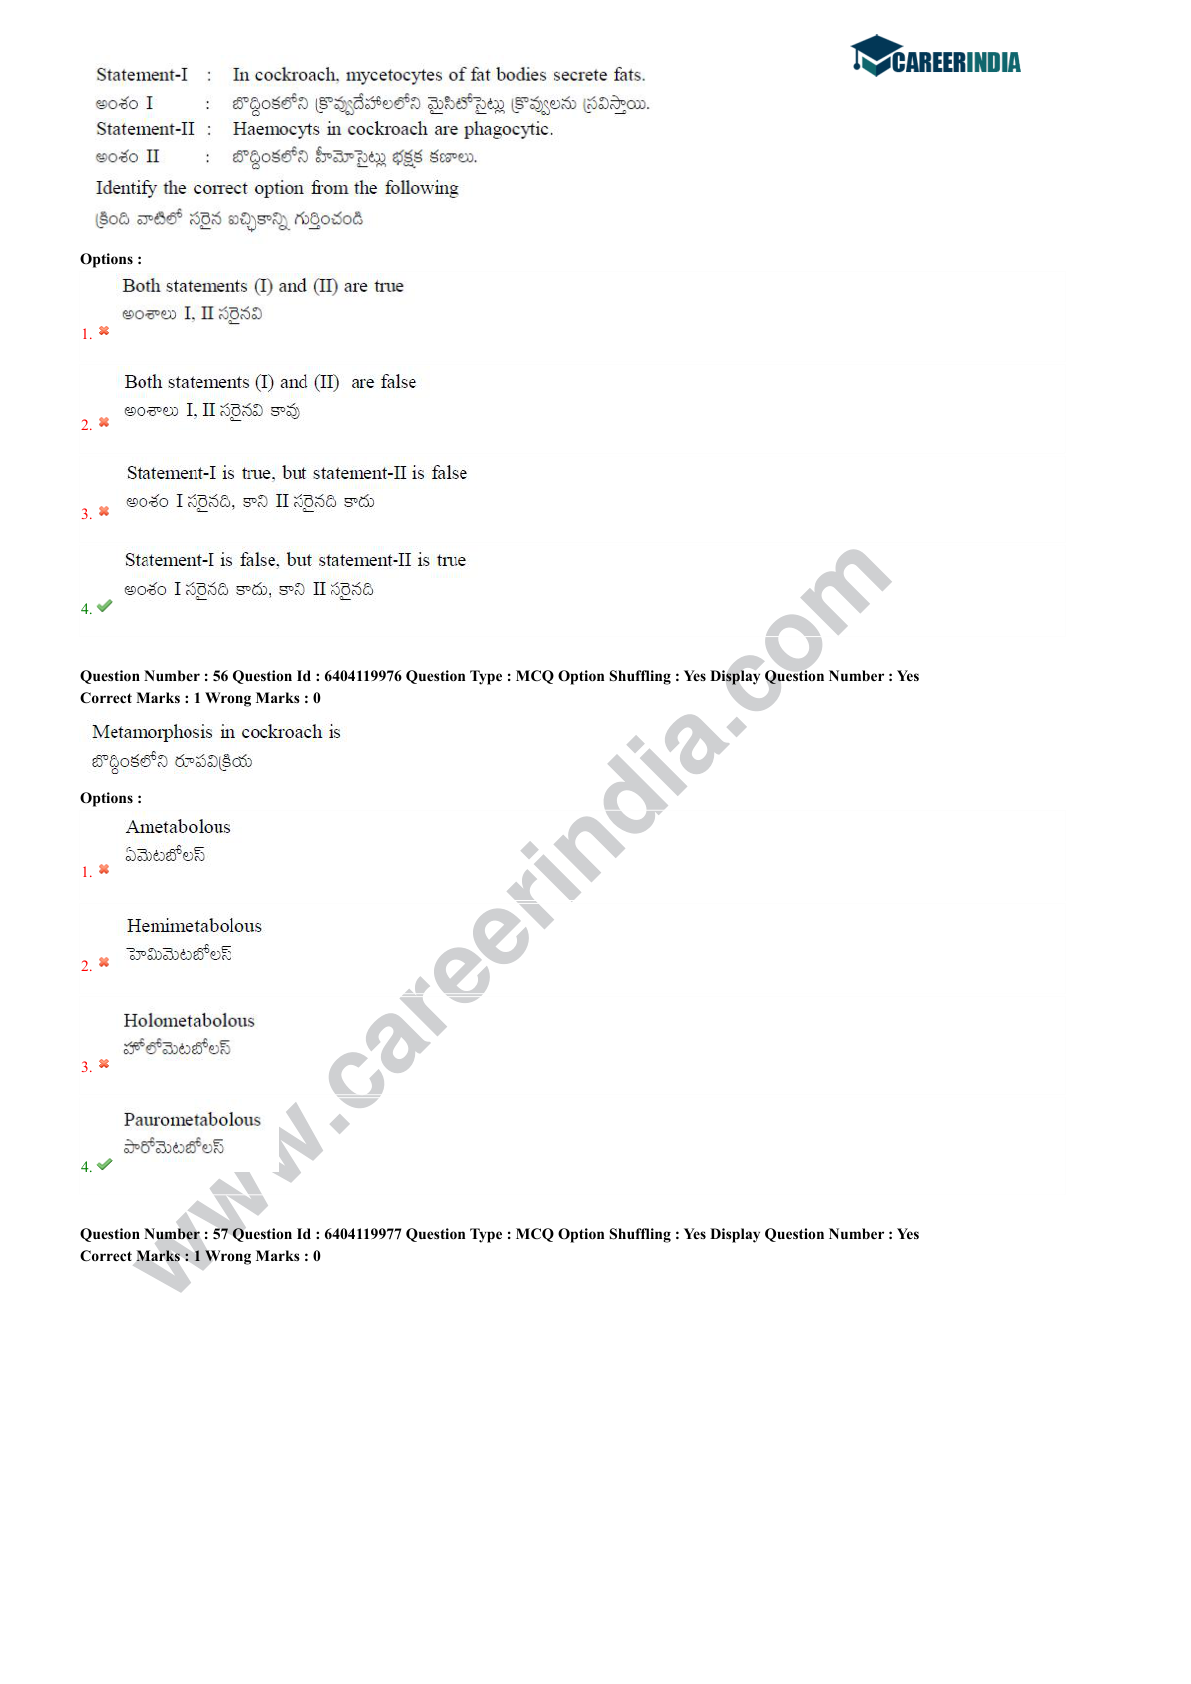 CAREERINDIA
Statement-I : In cockroach, mycetocytes of fat bodies secrete fats.
అంశం I : బొద్దింకలోని క్రొవ్వుదేహాలలోని మైసిటోసైట్లు క్రొవ్వులను స్రవిస్తాయి.
Statement-II : Haemocyts in cockroach are phagocytic.
అంశం II : బొద్దింకలోని హీమోసైట్లు భక్షక కణాలు.
Identify the correct option from the following
క్రింది వాటిలో సరైన ఐచ్ఛికాన్ని గుర్తించండి
Options :
Both statements (I) and (II) are true
అంశాలు I, II సరైనవి
1.
Both statements (I) and (II) are false
అంశాలు I, II సరైనవి కావు
2.
Statement-I is true, but statement-II is false
అంశం I సరైనది, కాని II సరైనది కాదు
3.
Statement-I is false, but statement-II is true
అంశం I సరైనది కాదు, కాని II సరైనది
4.
Question Number : 56 Question Id : 6404119976 Question Type : MCQ Option Shuffling : Yes Display Question Number : Yes
Correct Marks : 1 Wrong Marks : 0
Metamorphosis in cockroach is
బొద్దింకలోని రూపవిక్రియ
Options :
Ametabolous
ఏమెటబోలస్
1.
Hemimetabolous
హెమిమెటబోలస్
2.
Holometabolous
హోలోమెటబోలస్
3.
Paurometabolous
పారోమెటబోలస్
4.
Question Number : 57 Question Id : 6404119977 Question Type : MCQ Option Shuffling : Yes Display Question Number : Yes
Correct Marks : 1 Wrong Marks : 0
www.careerindia.com